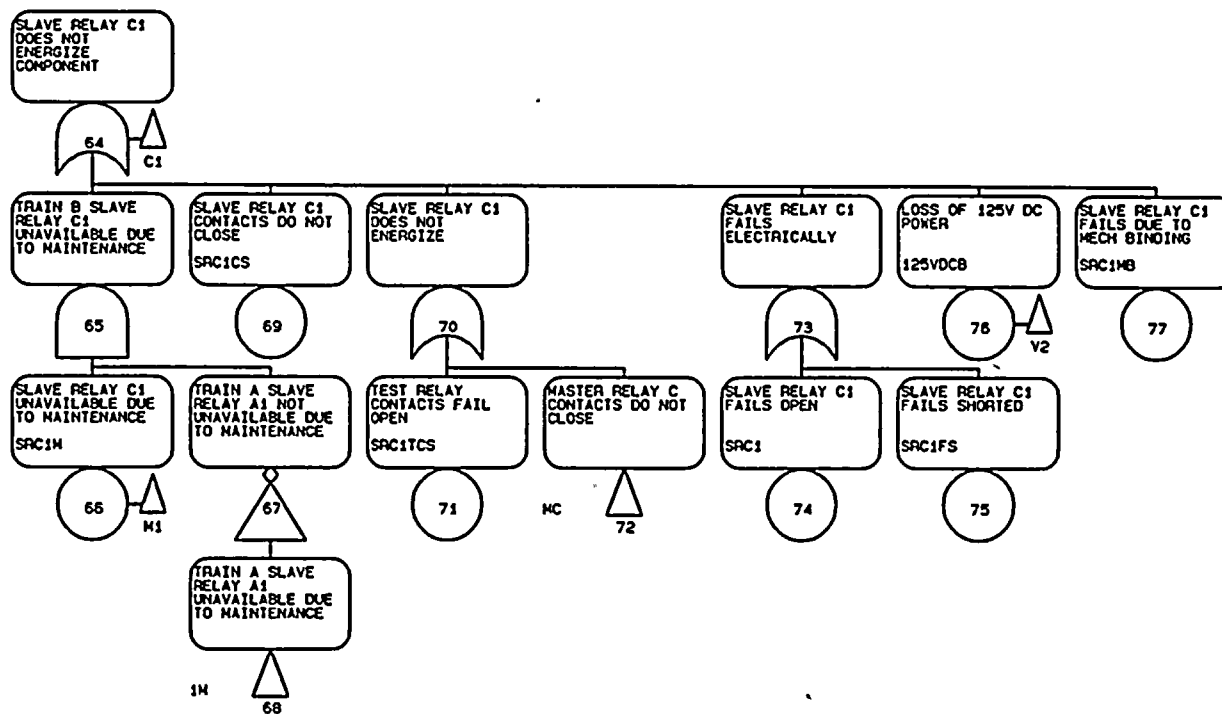 SLAVE RELAY C1
DOES NOT
ENERGIZE
COMPONENT
64
C1
TRAIN B SLAVE
RELAY C1
UNAVAILABLE DUE
TO MAINTENANCE
SLAVE RELAY C1
CONTACTS DO NOT
CLOSE
SRC1CS
SLAVE RELAY C1
DOES NOT
ENERGIZE
SLAVE RELAY C1
FAILS
ELECTRICALLY
LOSS OF 125V DC
POWER
125VDCB
SLAVE RELAY C1
FAILS DUE TO
MECH BINDING
SRC1MB
65
69
70
73
76
V2
77
SLAVE RELAY C1
UNAVAILABLE DUE
TO MAINTENANCE
SRC1M
TRAIN A SLAVE
RELAY A1 NOT
UNAVAILABLE DUE
TO MAINTENANCE
TEST RELAY
CONTACTS FAIL
OPEN
SRC1TCS
MASTER RELAY C
CONTACTS DO NOT
CLOSE
SLAVE RELAY C1
FAILS OPEN
SRC1
SLAVE RELAY C1
FAILS SHORTED
SRC1FS
66
M1
67
71
MC
72
74
75
TRAIN A SLAVE
RELAY A1
UNAVAILABLE DUE
TO MAINTENANCE
1M
68